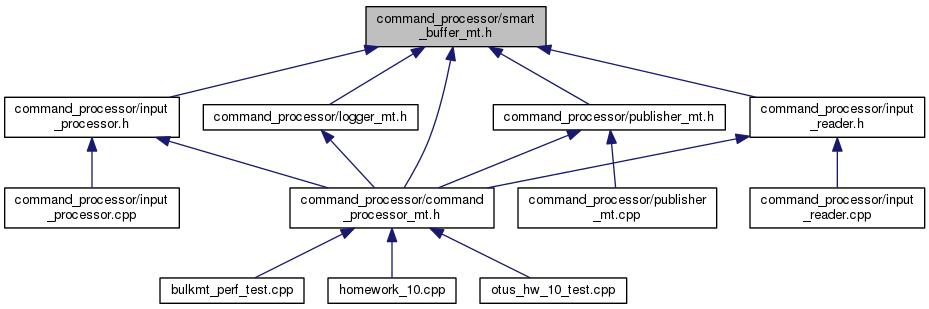 command_processor/smart
_buffer_mt.h
command_processor/input
_processor.h
command_processor/logger_mt.h
command_processor/publisher_mt.h
command_processor/input
_reader.h
command_processor/input
_processor.cpp
command_processor/command
_processor_mt.h
command_processor/publisher
_mt.cpp
command_processor/input
_reader.cpp
bulkmt_perf_test.cpp
homework_10.cpp
otus_hw_10_test.cpp